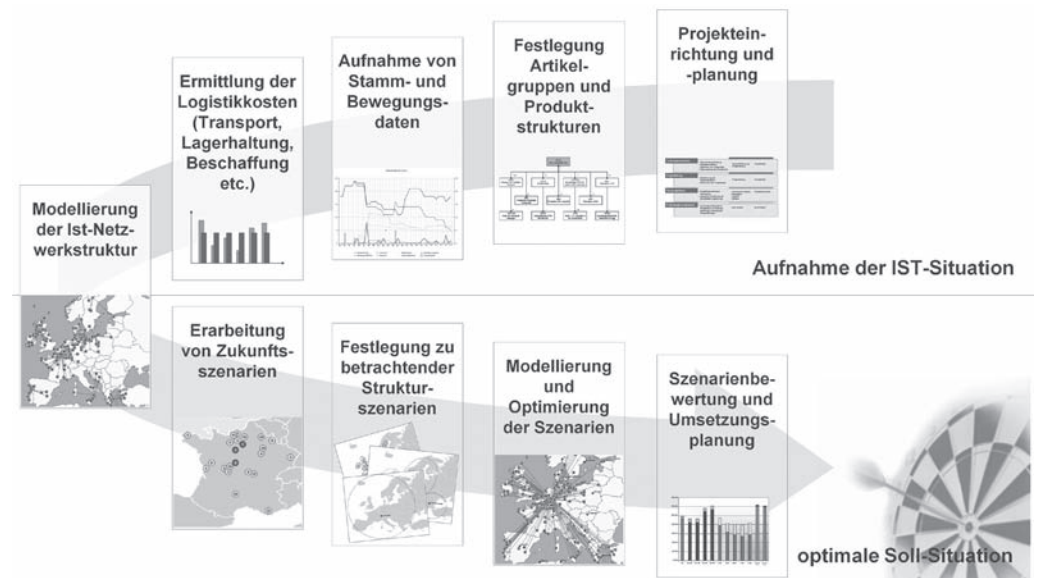 Projektein-
richtung und
-planung
Festlegung
Artikel-
gruppen und
Produkt-
strukturen
Aufnahme von
Stamm- und
Bewegungs-
daten
Ermittlung der
Logistikkosten
(Transport,
Lagerhaltung,
Beschaffung
etc.)
Modellierung
der Ist-Netz-
werkstruktur
Aufnahme der IST-Situation
Erarbeitung
von Zukunfts-
szenarien
Festlegung zu
betrachtender
Struktur-
szenarien
Modellierung
und
Optimierung
der Szenarien
Szenarienbe-
wertung und
Umsetzungs-
planung
optimale Soll-Situation